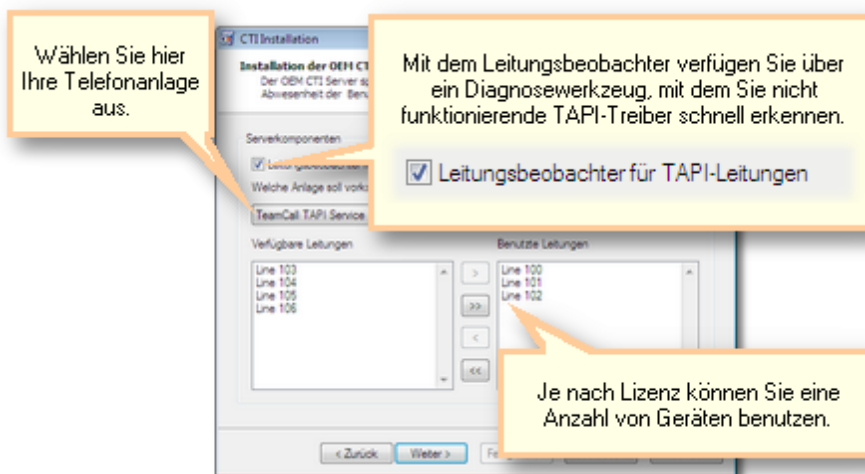 Wählen Sie hier
Ihre Telefonanlage
aus.
CTI Installation
Installation der OEM CT
Der OEM CTI Server
Abwesenheit der Benu
Mit dem Leitungsbeobachter verfügen Sie über
ein Diagnosewerkzeug, mit dem Sie nicht
funktionierende TAPI-Treiber schnell erkennen.
Leitungsbeobachter für TAPI-Leitungen
Serverkomponenten
Welche Anlage soll
TeamCall TAPI Service
Verfügbare Leitungen
Benutzte Leitungen
Line 103
Line 104
Line 105
Line 106
>
>>
<
<<
Line 100
Line 101
Line 102
Je nach Lizenz können Sie eine
Anzahl von Geräten benutzen.
< Zurück
Weiter >